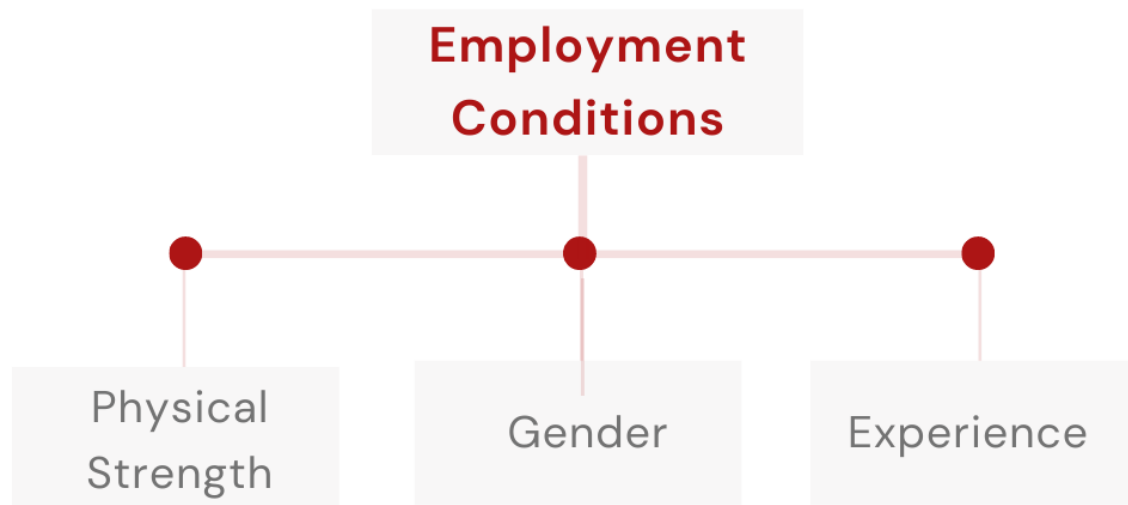 Employment
Conditions
Physical
Strength
Gender
Experience